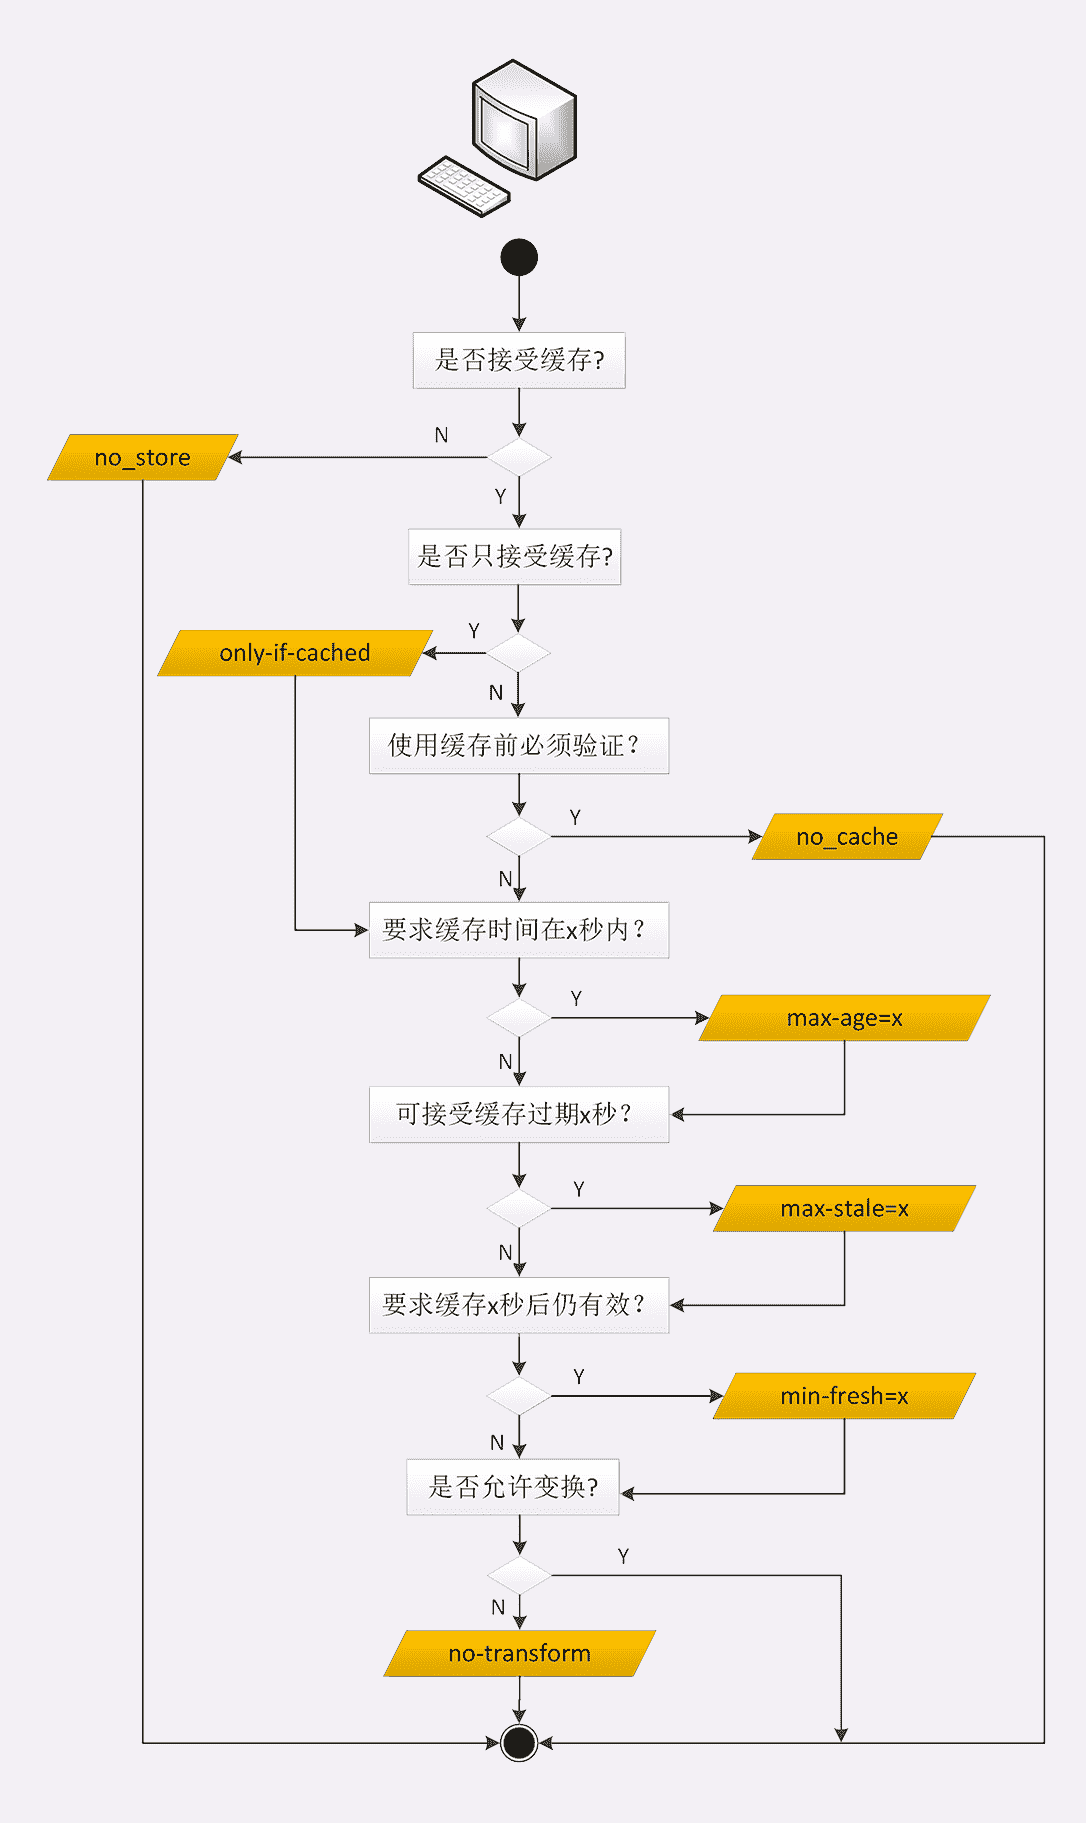 是否接受缓存?
N
no_store
Y
是否只接受缓存?
Y
only-if-cached
N
使用缓存前必须验证？
Y
no_cache
N
要求缓存时间在x秒内？
Y
max-age=x
N
可接受缓存过期x秒？
Y
max-stale=x
N
要求缓存x秒后仍有效？
Y
min-fresh=x
N
是否允许变换?
Y
N
no-transform